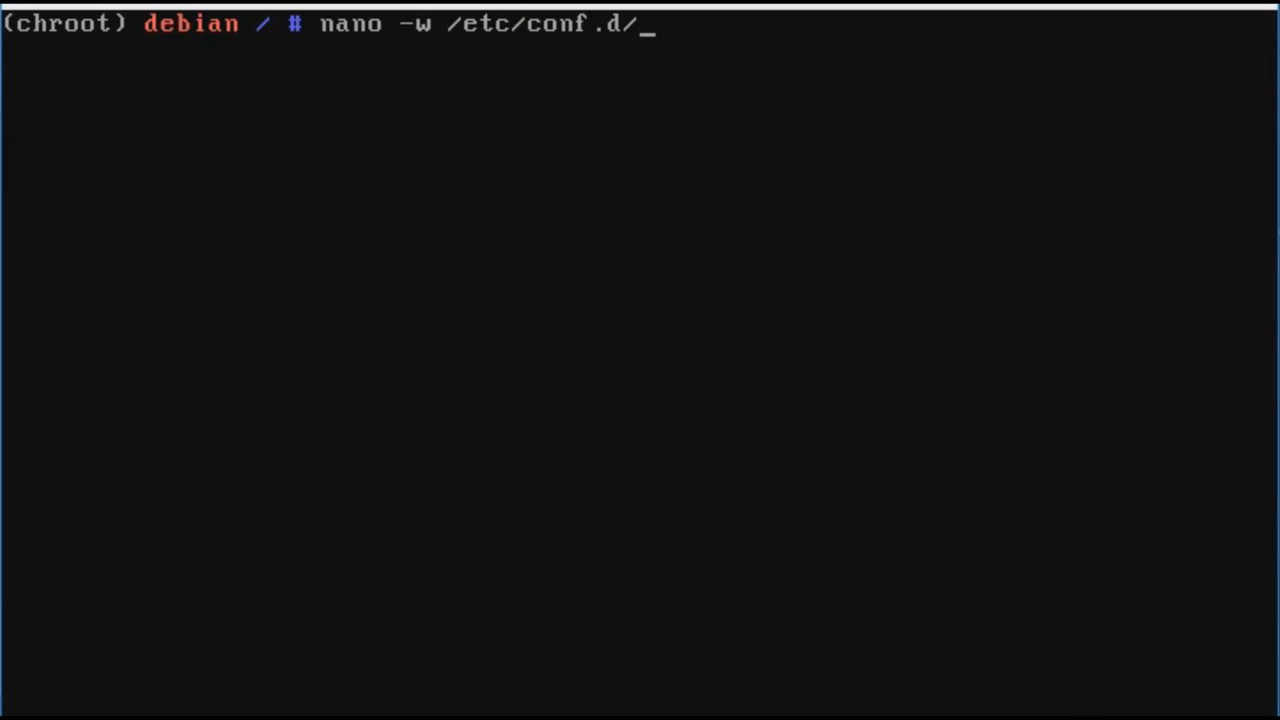 (chroot) debian / # nano -w /etc/conf.d/_